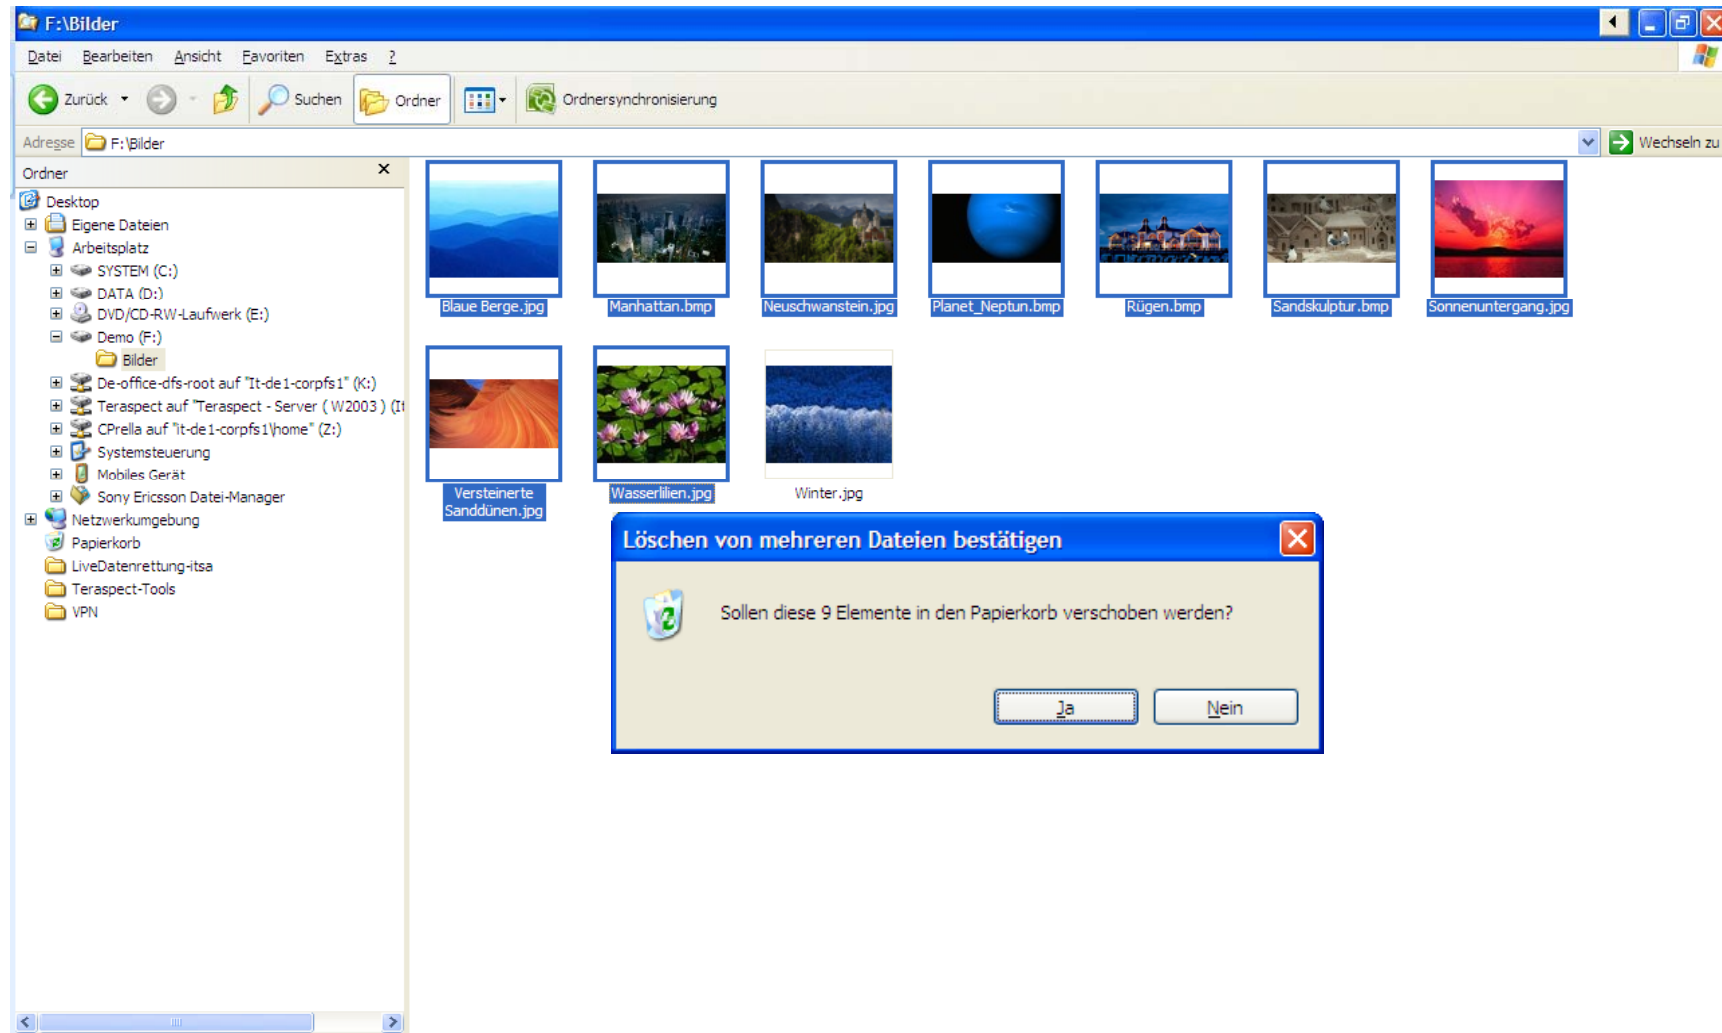 F:\Bilder
Datei Bearbeiten Ansicht Favoriten Extras ?
Zurück Suchen Ordner Ordnersynchronisierung
Adresse F:\Bilder Wechseln zu
Ordner
Desktop
Eigene Dateien
Arbeitsplatz
SYSTEM (C:)
DATA (D:)
DVD/CD-RW-Laufwerk (E:)
Demo (F:)
Bilder
De-office-dfs-root auf "It-de1-corpfs1" (K:)
Teraspect auf "Teraspect - Server ( W2003 ) (It
CPrella auf "it-de1-corpfs1\home" (Z:)
Systemsteuerung
Mobiles Gerät
Sony Ericsson Datei-Manager
Netzwerkumgebung
Papierkorb
LiveDatenrettung-itsa
Teraspect-Tools
VPN
Blaue Berge.jpg Manhattan.bmp Neuschwanstein.jpg Planet_Neptun.bmp Rügen.bmp Sandskulptur.bmp Sonnenuntergang.jpg
Versteinerte Wasserlilien.jpg Winter.jpg
Sanddünen.jpg
Löschen von mehreren Dateien bestätigen
Sollen diese 9 Elemente in den Papierkorb verschoben werden?
Ja Nein